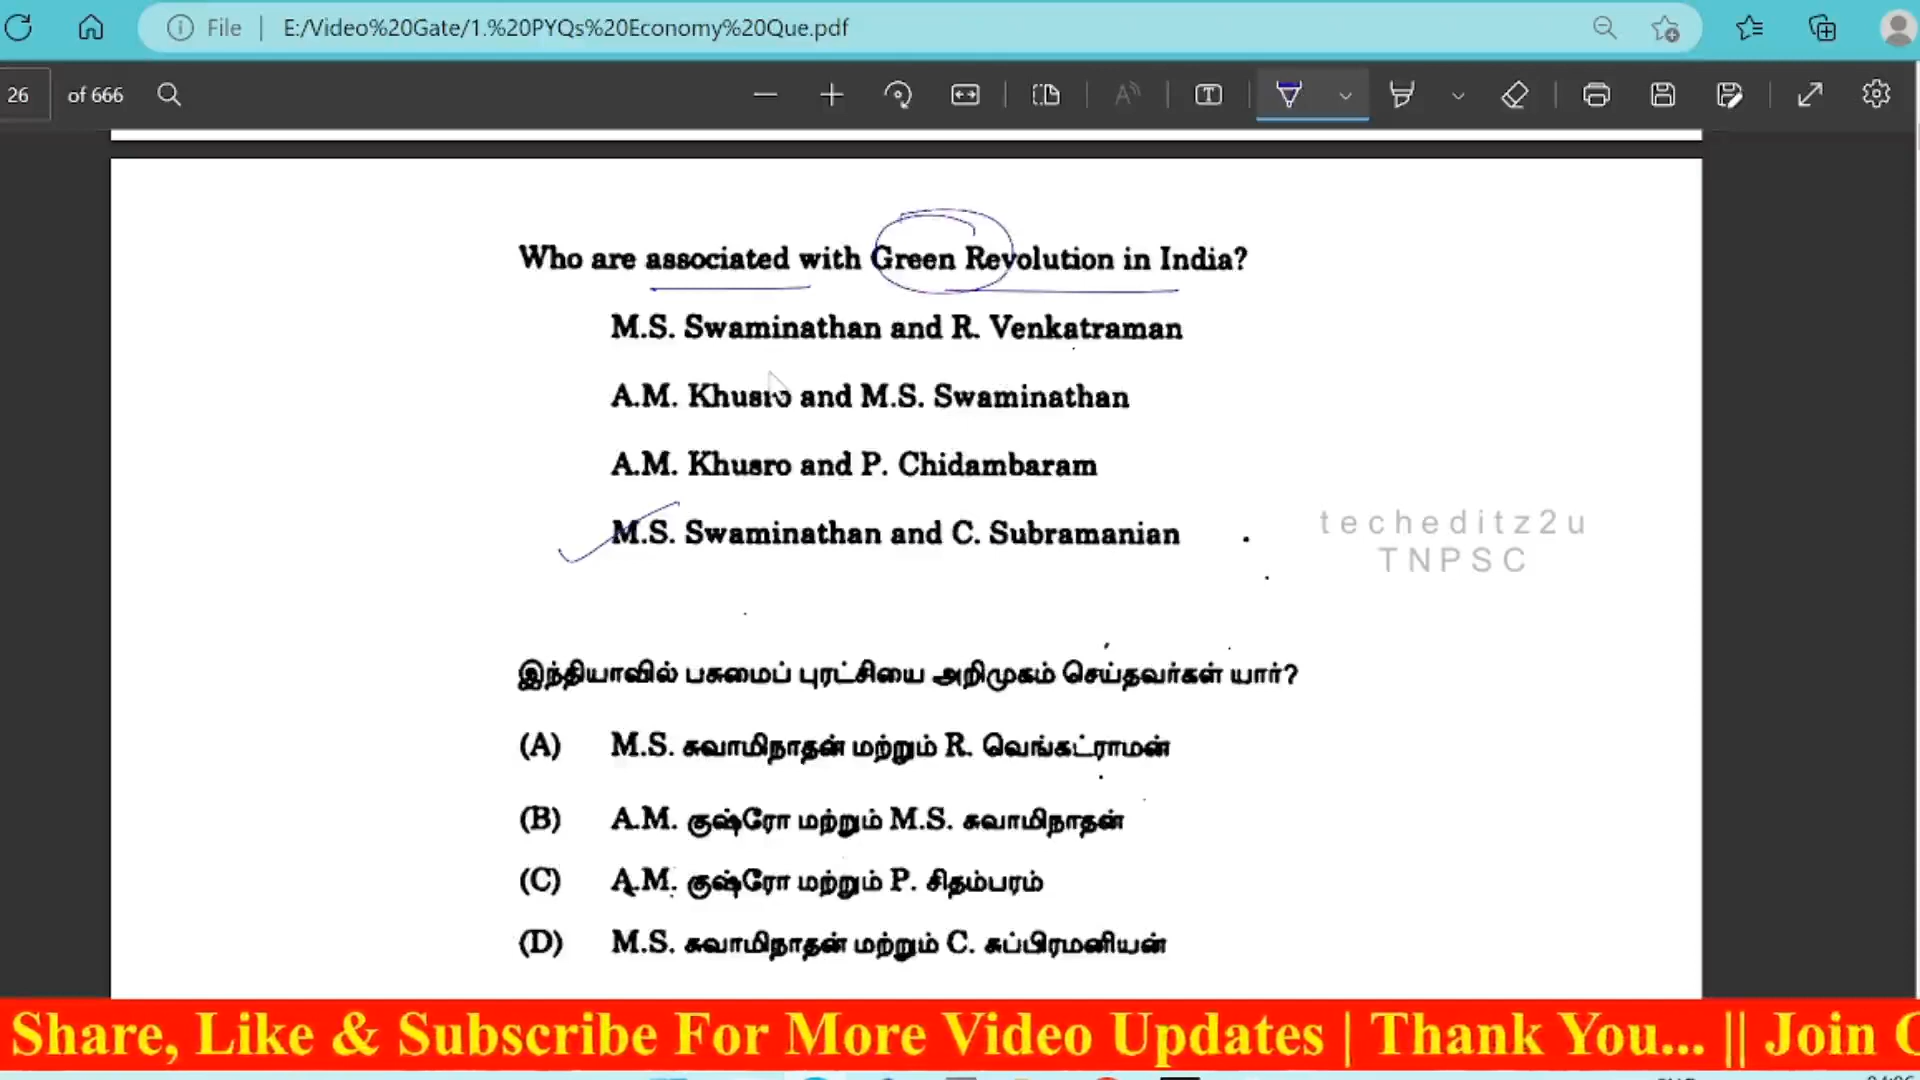 File E:/Video%20Gate/1.%20PYQs%20Economy%20Que.pdf
26 of 666
Who are associated with Green Revolution in India?
M.S. Swaminathan and R. Venkatraman
A.M. Khusro and M.S. Swaminathan
A.M. Khusro and P. Chidambaram
M.S. Swaminathan and C. Subramanian
techeditz2u
TNPSC
இந்தியாவில் பசுமைப் புரட்சியை அறிமுகம் செய்தவர்கள் யார்?
(A) M.S. சுவாமிநாதன் மற்றும் R. வெங்கட்ராமன்
(B) A.M. குஷ்ரோ மற்றும் M.S. சுவாமிநாதன்
(C) A.M. குஷ்ரோ மற்றும் P. சிதம்பரம்
(D) M.S. சுவாமிநாதன் மற்றும் C. சுப்பிரமனியன்
Share, Like & Subscribe For More Video Updates | Thank You... || Join